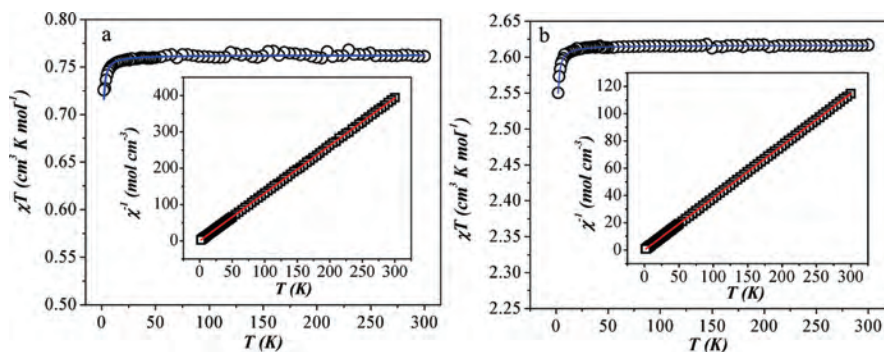 a
χT (cm³ K mol⁻¹)
0.80
0.75
0.70
0.65
0.60
0.55
0.50
0 50 100 150 200 250 300
T (K)
χ⁻¹ (mol cm⁻³)
400
300
200
100
0
0 50 100 150 200 250 300
T (K)
b
χT (cm³ K mol⁻¹)
2.65
2.60
2.55
2.50
2.45
2.40
2.35
2.30
2.25
0 50 100 150 200 250 300
T (K)
χ⁻¹ (mol cm⁻³)
120
100
80
60
40
20
0
0 50 100 150 200 250 300
T (K)